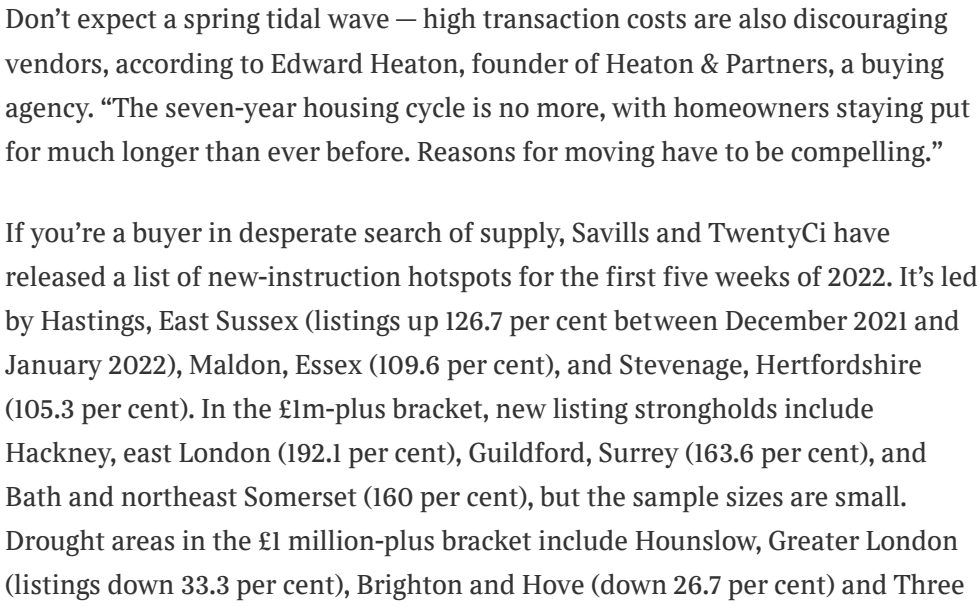 Don’t expect a spring tidal wave — high transaction costs are also discouraging
vendors, according to Edward Heaton, founder of Heaton & Partners, a buying
agency. “The seven-year housing cycle is no more, with homeowners staying put
for much longer than ever before. Reasons for moving have to be compelling.”
If you’re a buyer in desperate search of supply, Savills and TwentyCi have
released a list of new-instruction hotspots for the first five weeks of 2022. It’s led
by Hastings, East Sussex (listings up 126.7 per cent between December 2021 and
January 2022), Maldon, Essex (109.6 per cent), and Stevenage, Hertfordshire
(105.3 per cent). In the £1m-plus bracket, new listing strongholds include
Hackney, east London (192.1 per cent), Guildford, Surrey (163.6 per cent), and
Bath and northeast Somerset (160 per cent), but the sample sizes are small.
Drought areas in the £1 million-plus bracket include Hounslow, Greater London
(listings down 33.3 per cent), Brighton and Hove (down 26.7 per cent) and Three